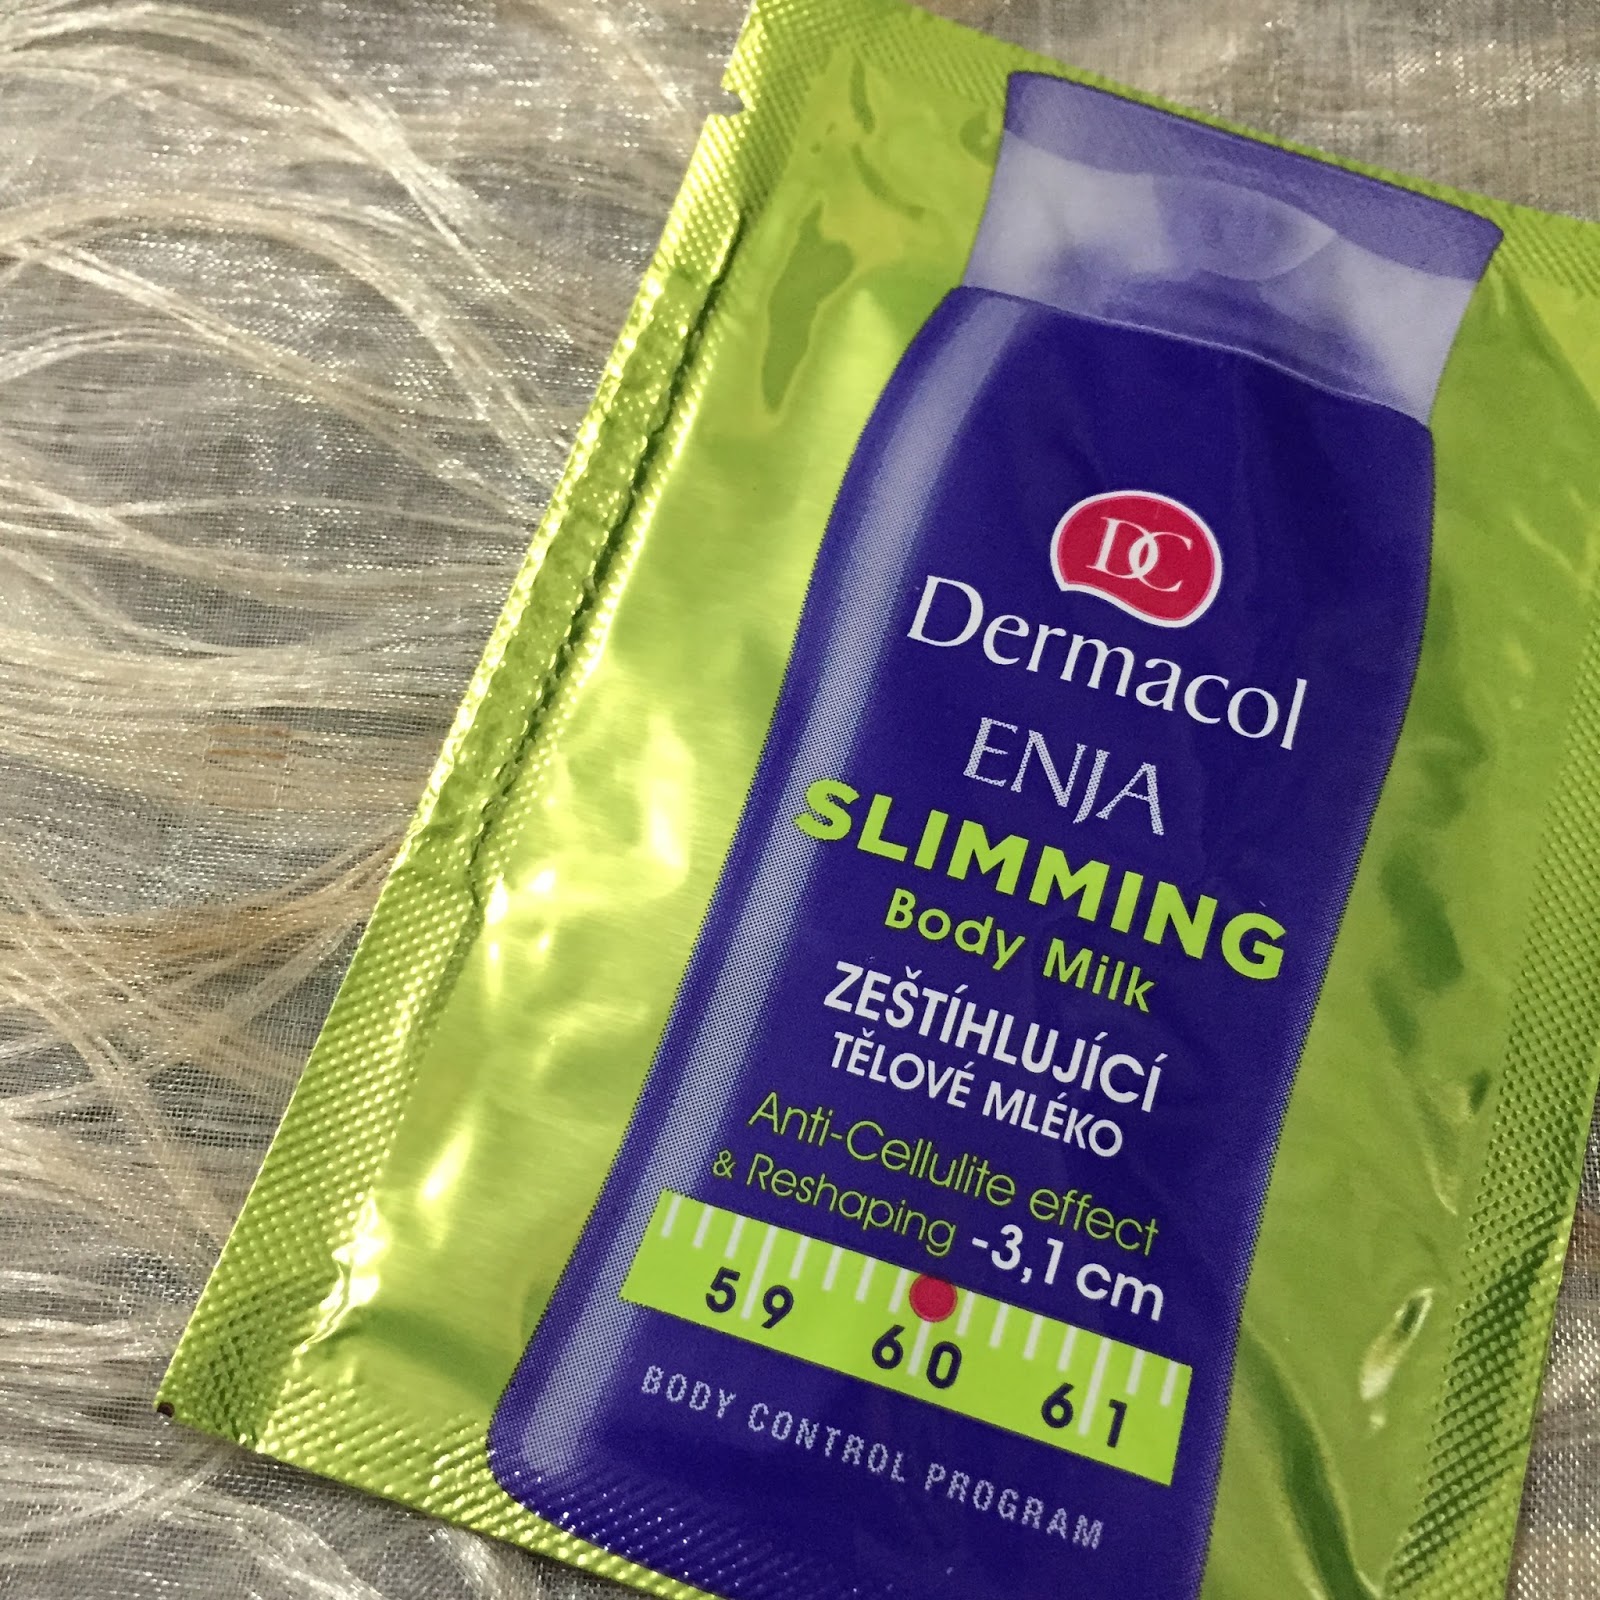 DC
Dermacol
ENJA
SLIMMING
Body Milk
ZEŠTÍHLUJÍCÍ
TĚLOVÉ MLÉKO
Anti-Cellulite effect
& Reshaping -3,1 cm
59 60 61
BODY CONTROL PROGRAM